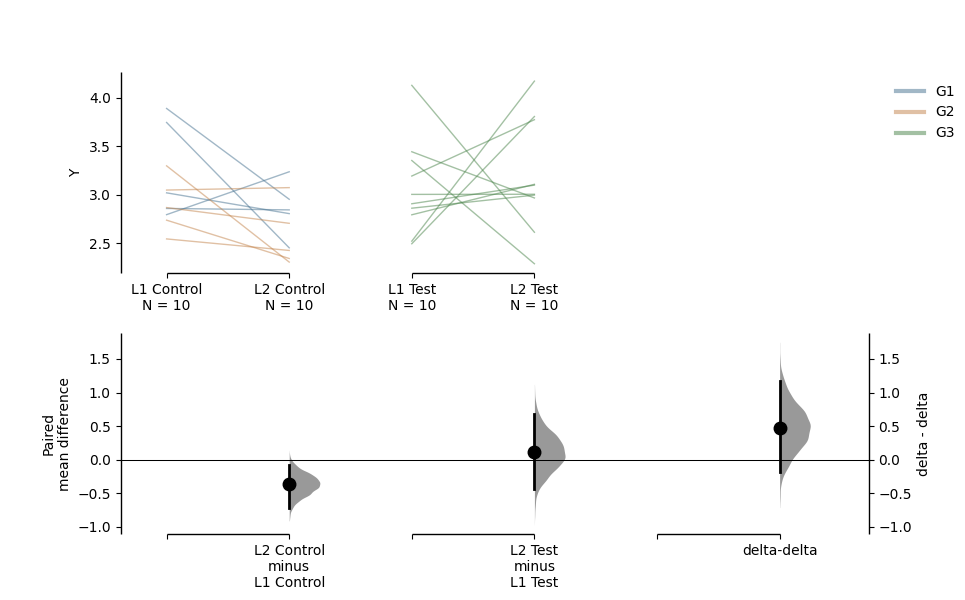 4.0
3.5
3.0
2.5
Y
G1
G2
G3
L1 Control
N = 10
L2 Control
N = 10
L1 Test
N = 10
L2 Test
N = 10
1.5
1.0
0.5
0.0
−0.5
−1.0
Paired
mean difference
1.5
1.0
0.5
0.0
−0.5
−1.0
delta - delta
L2 Control
minus
L1 Control
L2 Test
minus
L1 Test
delta-delta